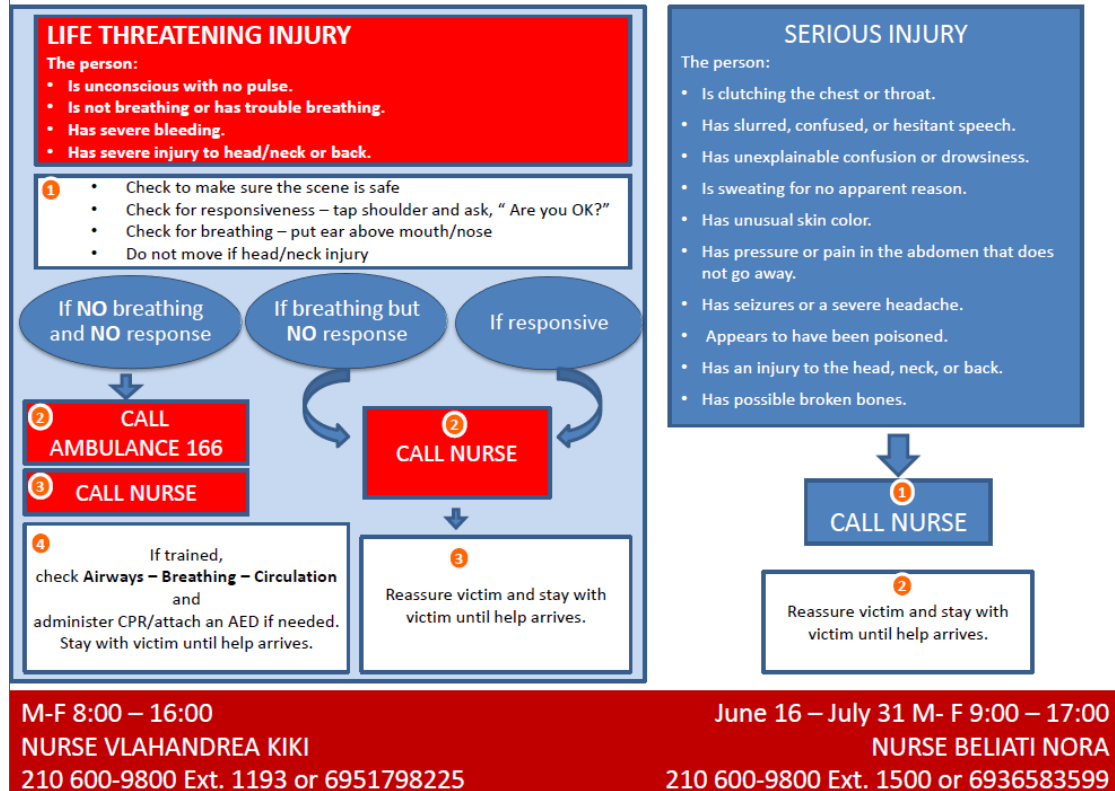 LIFE THREATENING INJURY
The person:
• Is unconscious with no pulse.
• Is not breathing or has trouble breathing.
• Has severe bleeding.
• Has severe injury to head/neck or back.
1
• Check to make sure the scene is safe
• Check for responsiveness – tap shoulder and ask, “ Are you OK?”
• Check for breathing – put ear above mouth/nose
• Do not move if head/neck injury
If NO breathing
and NO response
If breathing but
NO response
If responsive
2
CALL
AMBULANCE 166
3
CALL NURSE
4
If trained,
check Airways – Breathing – Circulation
and
administer CPR/attach an AED if needed.
Stay with victim until help arrives.
2
CALL NURSE
3
Reassure victim and stay with
victim until help arrives.
SERIOUS INJURY
The person:
• Is clutching the chest or throat.
• Has slurred, confused, or hesitant speech.
• Has unexplainable confusion or drowsiness.
• Is sweating for no apparent reason.
• Has unusual skin color.
• Has pressure or pain in the abdomen that does
not go away.
• Has seizures or a severe headache.
• Appears to have been poisoned.
• Has an injury to the head, neck, or back.
• Has possible broken bones.
1
CALL NURSE
2
Reassure victim and stay with
victim until help arrives.
M-F 8:00 – 16:00
NURSE VLAHANDREA KIKI
210 600-9800 Ext. 1193 or 6951798225
June 16 – July 31 M- F 9:00 – 17:00
NURSE BELIATI NORA
210 600-9800 Ext. 1500 or 6936583599